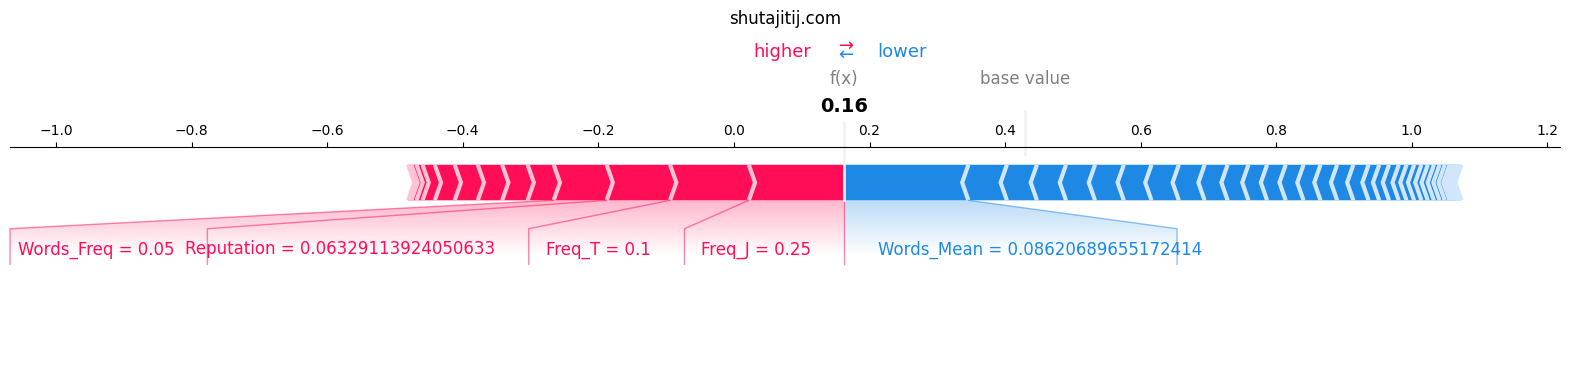 shutajitij.com
higher → ← lower
f(x) base value
0.16
−1.0 −0.8 −0.6 −0.4 −0.2 0.0 0.2 0.4 0.6 0.8 1.0 1.2
Words_Freq = 0.05 Reputation = 0.06329113924050633 Freq_T = 0.1 Freq_J = 0.25 Words_Mean = 0.08620689655172414